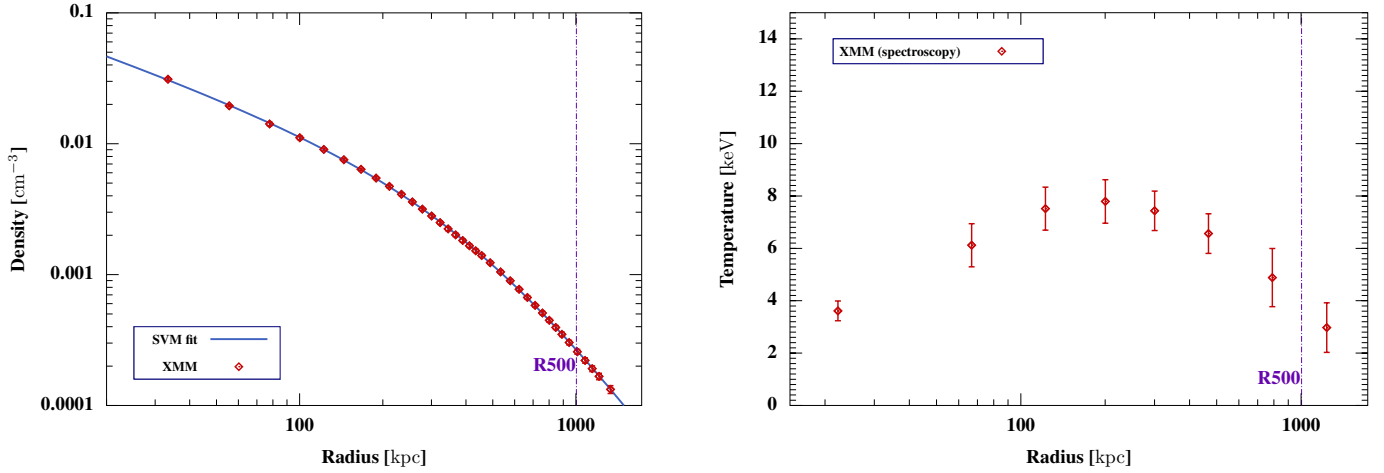 0.1
0.01
0.001
0.0001
Density [cm⁻³]
SVM fit
XMM
R500
100
1000
Radius [kpc]
14
12
10
8
6
4
2
0
Temperature [keV]
XMM (spectroscopy)
R500
100
1000
Radius [kpc]